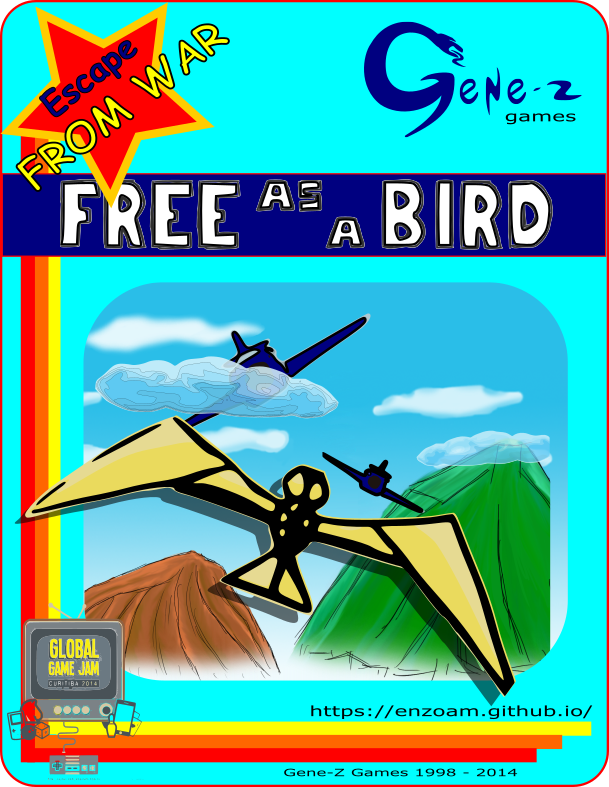 Escape
FROM WAR
GENE-Z
games
FREE AS A BIRD
GLOBAL
GAME JAM
CURITIBA 2014
https://enzoam.github.io/
Gene-Z Games 1998 - 2014